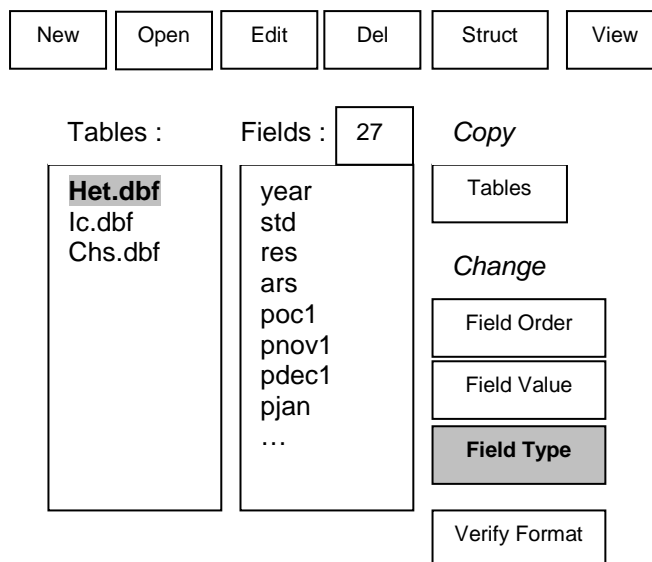 New Open Edit Del Struct View
Tables : Fields : 27 Copy
Het.dbf
Ic.dbf
Chs.dbf
year
std
res
ars
poc1
pnov1
pdec1
pjan
…
Tables
Change
Field Order
Field Value
Field Type
Verify Format